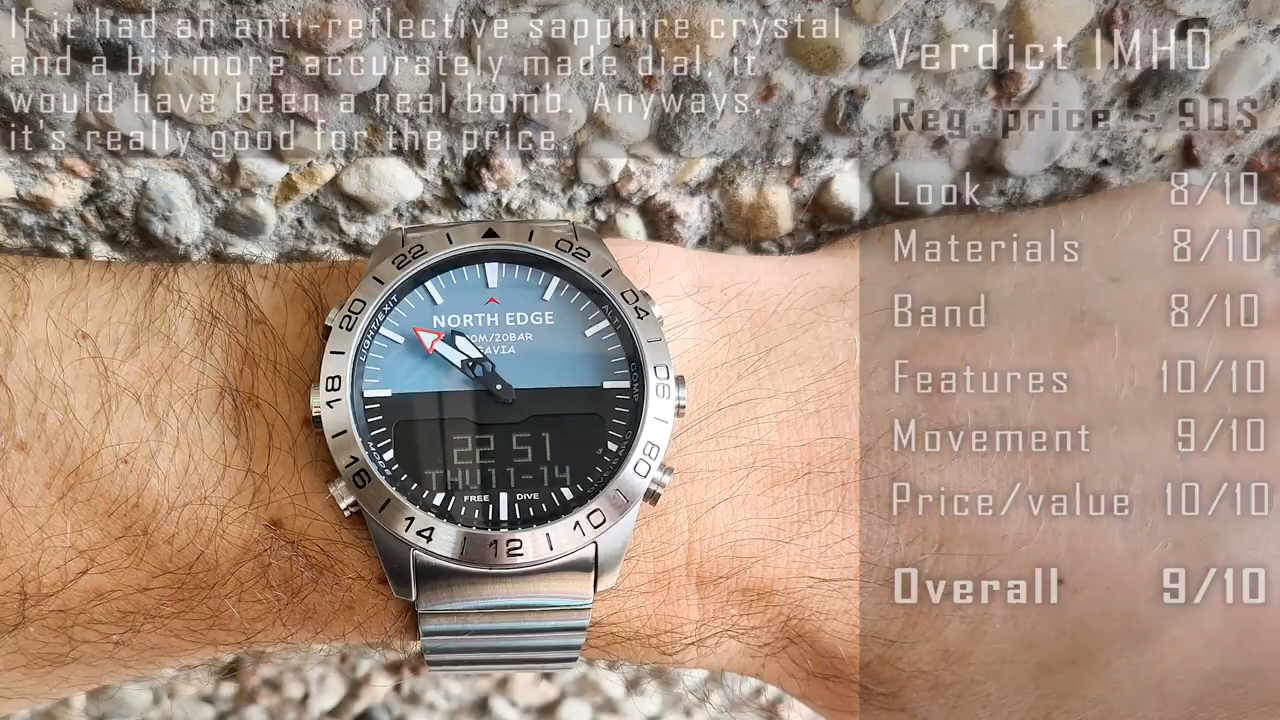 If it had an anti-reflective sapphire crystal
and a bit more accurately made dial, it
would have been a real bomb. Anyways,
it's really good for the price.
Verdict IMHO
Reg. price ~ 90$
Look 8/10
Materials 8/10
Band 8/10
Features 10/10
Movement 9/10
Price/value 10/10
Overall 9/10
22 02
20 04
LIGHT/EXIT ALTI
NORTH EDGE
0M/20BAR
GAVIA
18 06
COMP
22 51
THU11-14
MODE
16 08
FREE DIVE
14 12 10